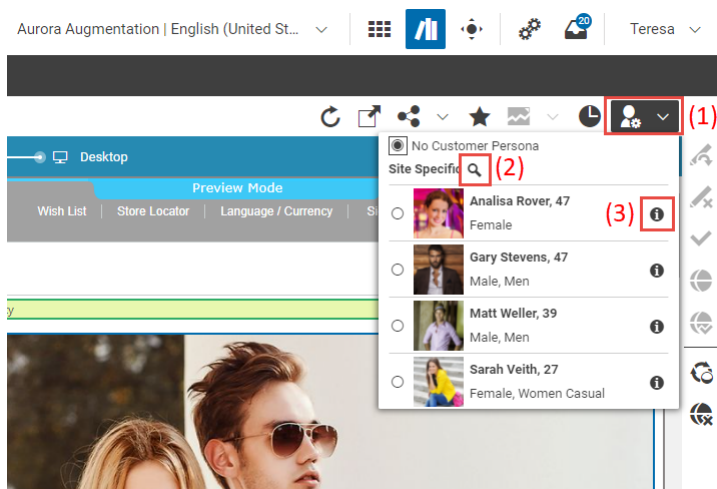 Aurora Augmentation | English (United St...
20
Teresa
(1)
No Customer Persona
Desktop
Site Specific
(2)
Preview Mode
Wish List
Store Locator
Language / Currency
Analisa Rover, 47
Female
(3)
Gary Stevens, 47
Male, Men
Matt Weller, 39
Male, Men
Sarah Veith, 27
Female, Women Casual